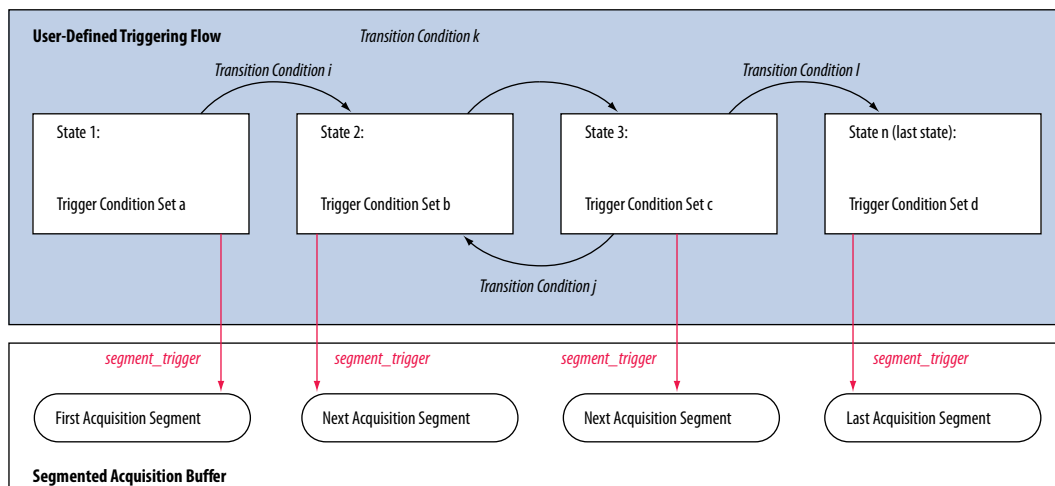 User-Defined Triggering Flow
Transition Condition k
Transition Condition i
Transition Condition l
State 1:
State 2:
State 3:
State n (last state):
Trigger Condition Set a
Trigger Condition Set b
Trigger Condition Set c
Trigger Condition Set d
Transition Condition j
segment_trigger
segment_trigger
segment_trigger
segment_trigger
First Acquisition Segment
Next Acquisition Segment
Next Acquisition Segment
Last Acquisition Segment
Segmented Acquisition Buffer